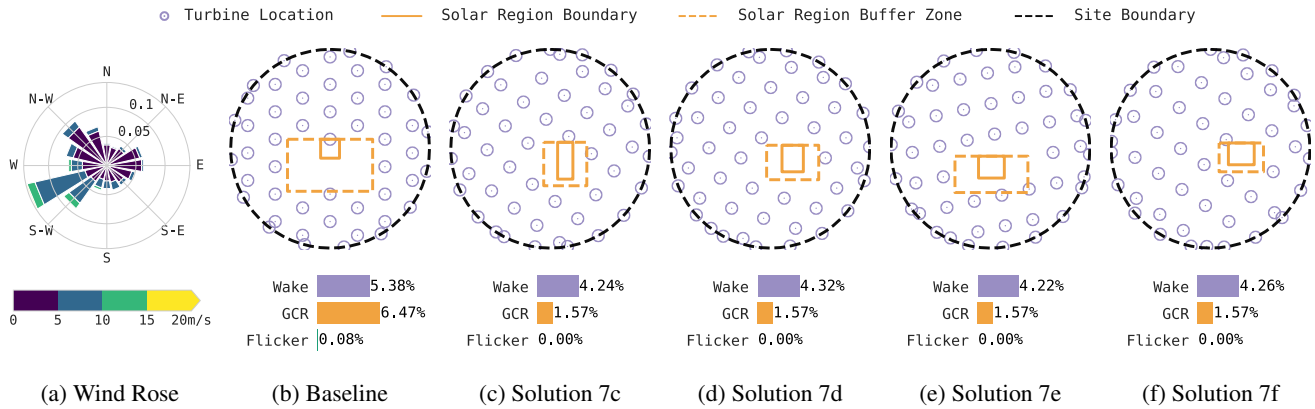 Turbine Location Solar Region Boundary Solar Region Buffer Zone Site Boundary
N
N-W N-E
0.1
0.05
W E
S-W S-E
S
0 5 10 15 20m/s
Wake 5.38%
GCR 6.47%
Flicker 0.08%
Wake 4.24%
GCR 1.57%
Flicker 0.00%
Wake 4.32%
GCR 1.57%
Flicker 0.00%
Wake 4.22%
GCR 1.57%
Flicker 0.00%
Wake 4.26%
GCR 1.57%
Flicker 0.00%
(a) Wind Rose (b) Baseline (c) Solution 7c (d) Solution 7d (e) Solution 7e (f) Solution 7f